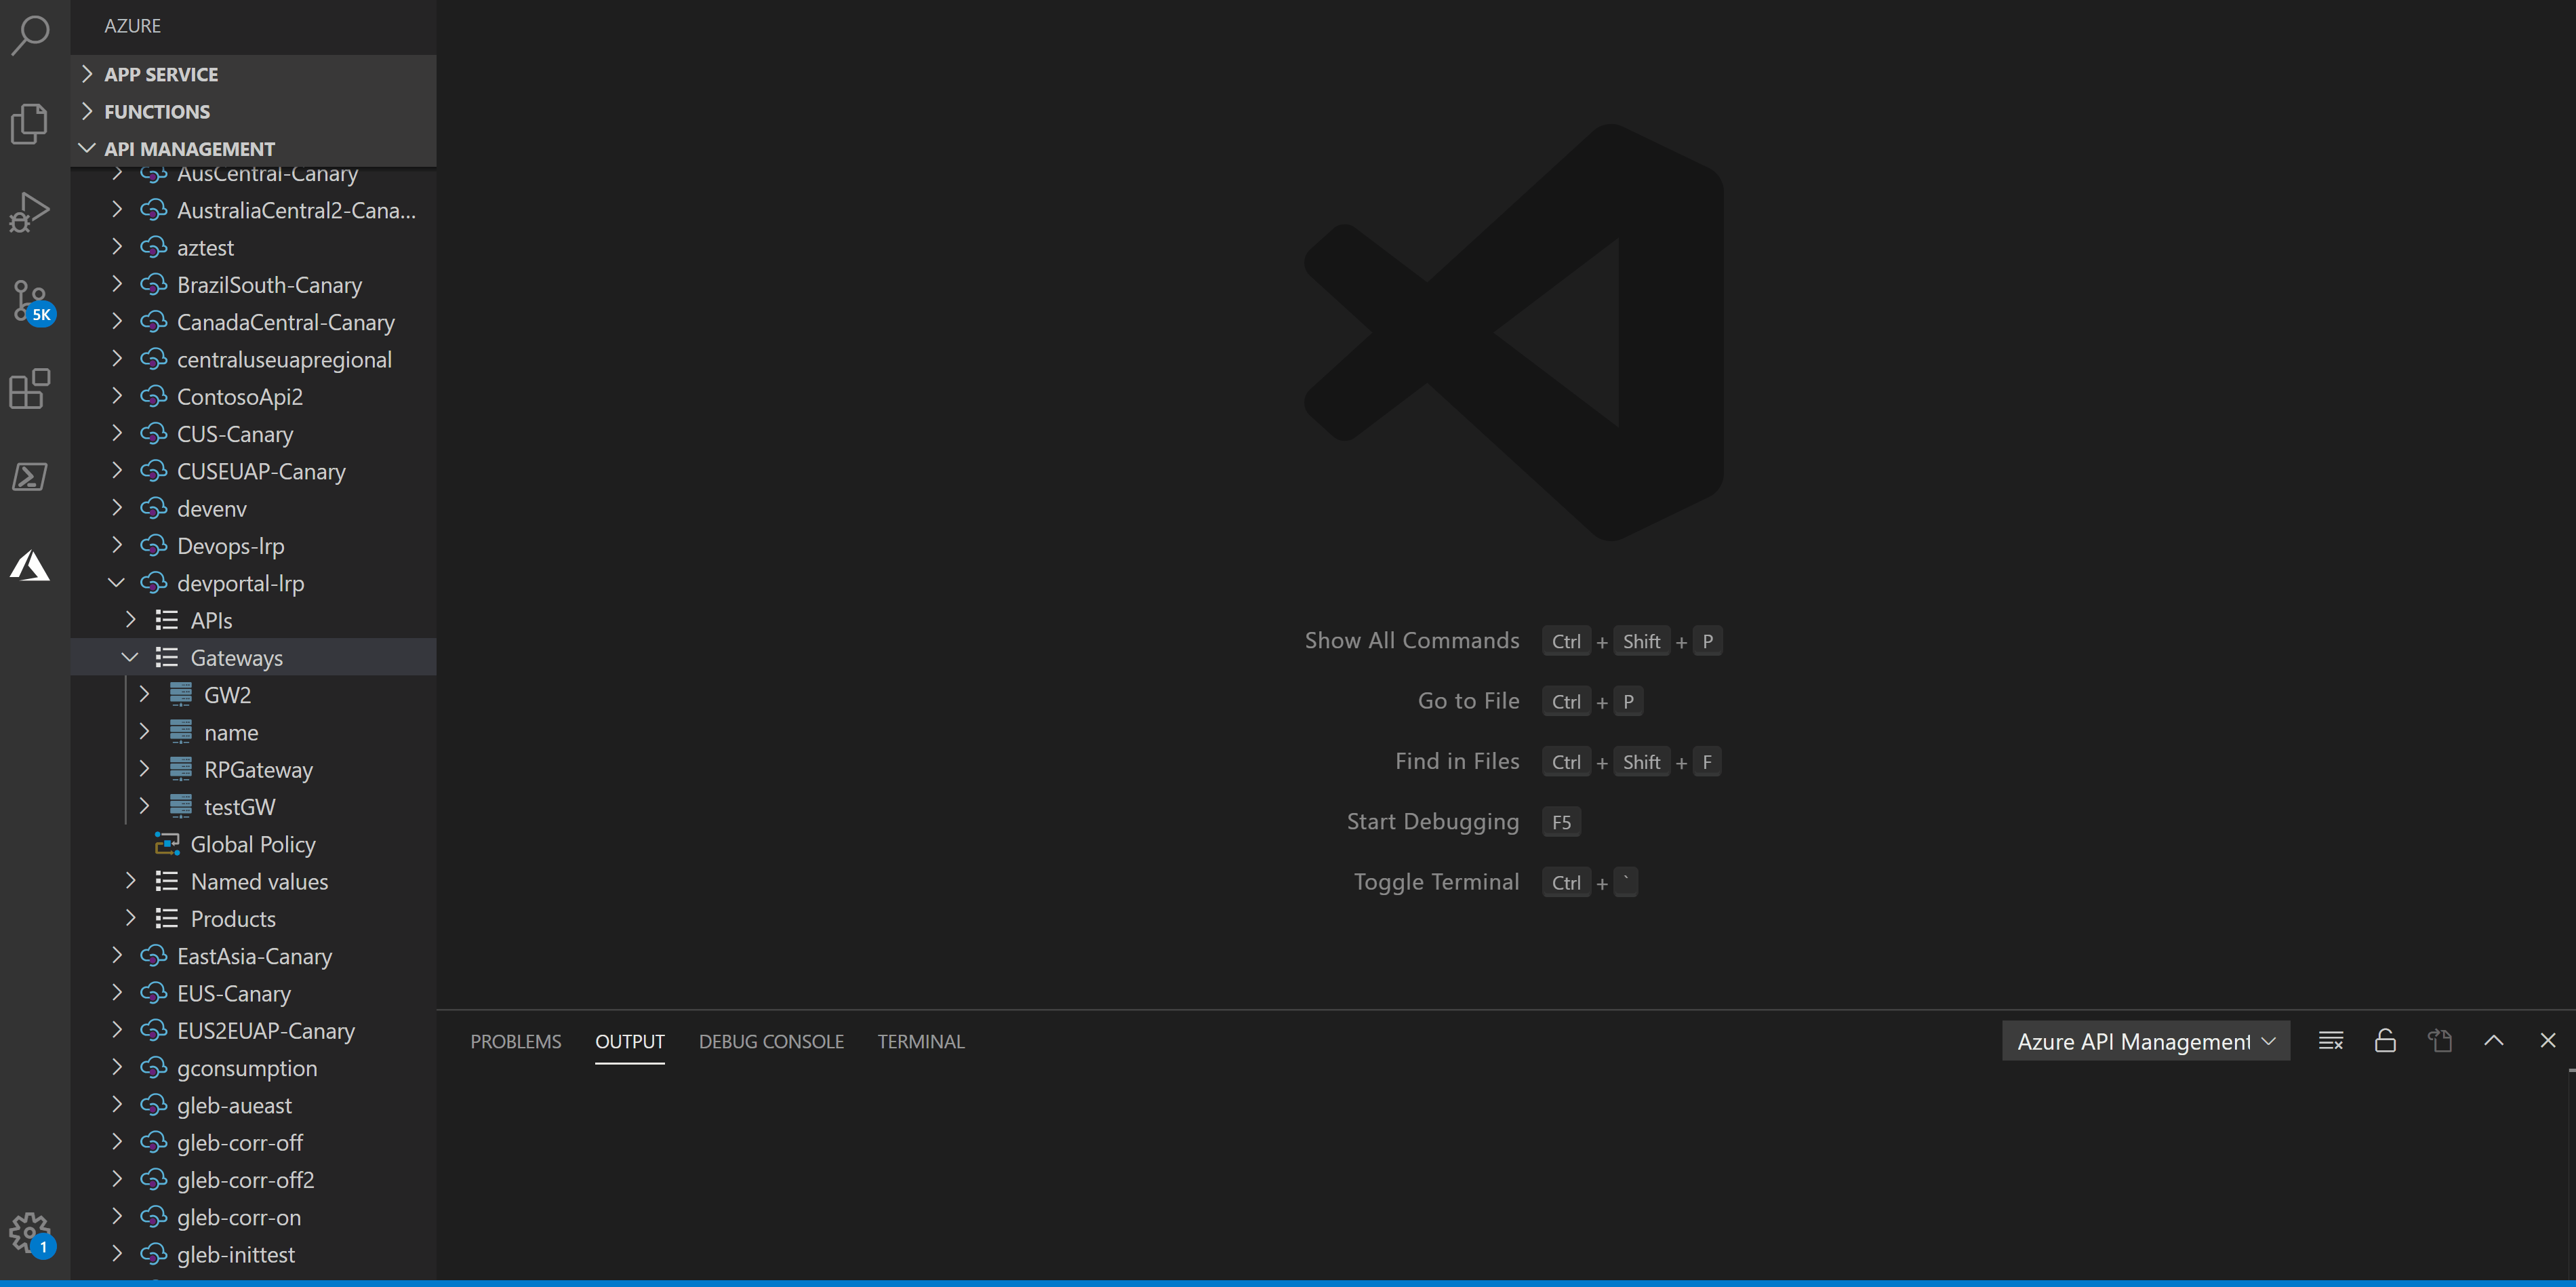 AZURE
APP SERVICE
FUNCTIONS
API MANAGEMENT
AusCentral-Canary
AustraliaCentral2-Cana...
aztest
BrazilSouth-Canary
CanadaCentral-Canary
centraluseuapregional
ContosoApi2
CUS-Canary
CUSEUAP-Canary
devenv
Devops-lrp
devportal-lrp
APIs
Gateways
GW2
name
RPGateway
testGW
Global Policy
Named values
Products
EastAsia-Canary
EUS-Canary
EUS2EUAP-Canary
gconsumption
gleb-aueast
gleb-corr-off
gleb-corr-off2
gleb-corr-on
gleb-inittest
5K
1
Show All Commands Ctrl + Shift + P
Go to File Ctrl + P
Find in Files Ctrl + Shift + F
Start Debugging F5
Toggle Terminal Ctrl + `
PROBLEMS OUTPUT DEBUG CONSOLE TERMINAL Azure API Management